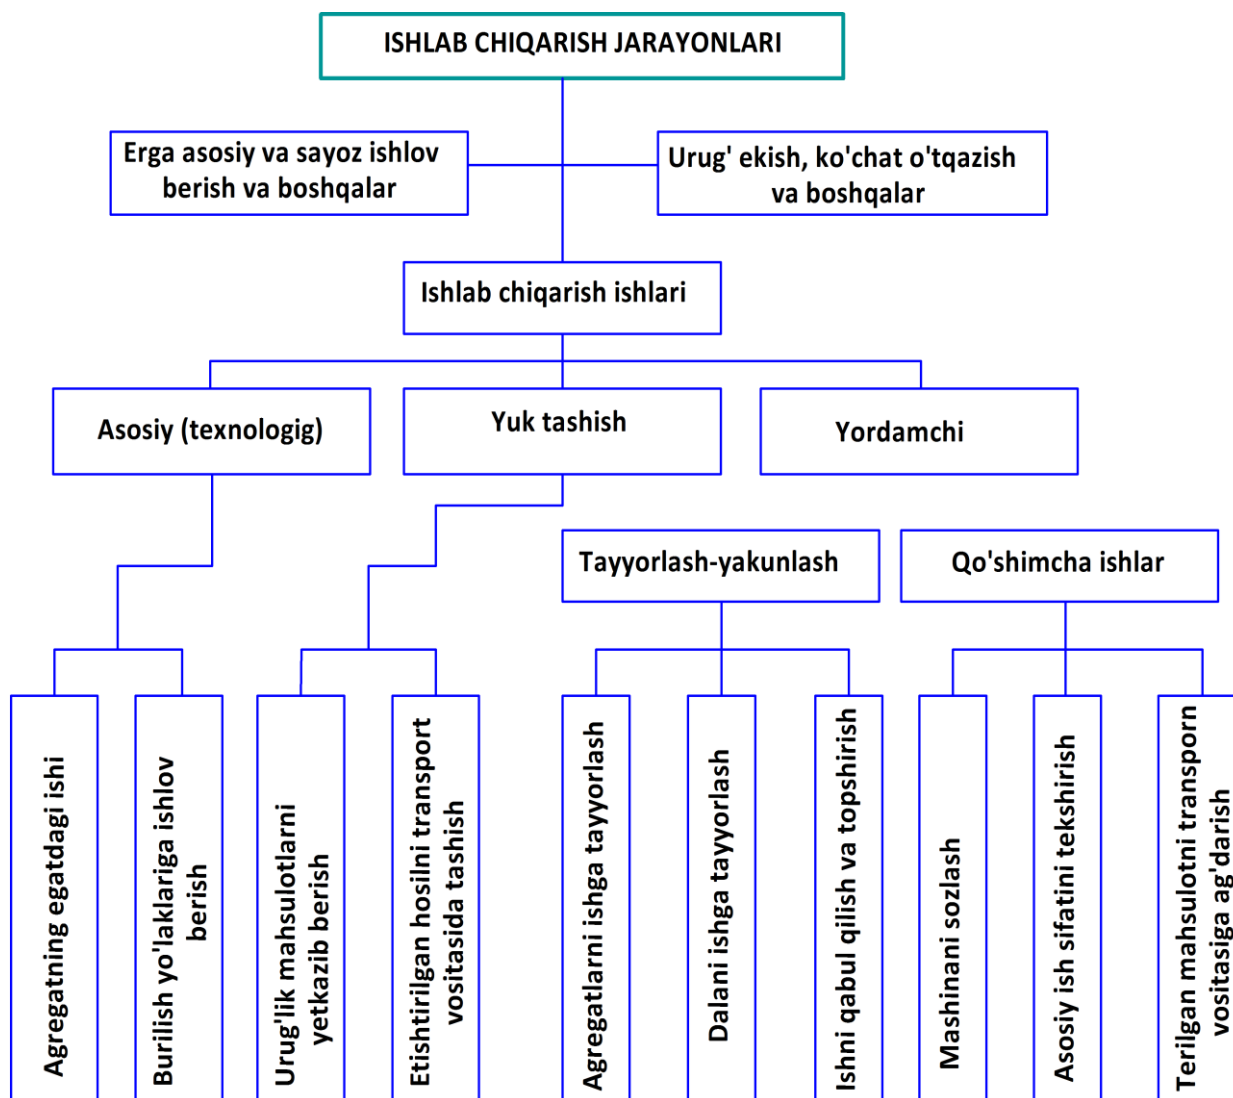 ISHLAB CHIQARISH JARAYONLARI
Erga asosiy va sayoz ishlov
berish va boshqalar
Urug' ekish, ko'chat o'tqazish
va boshqalar
Ishlab chiqarish ishlari
Asosiy (texnologig)
Yuk tashish
Yordamchi
Tayyorlash-yakunlash
Qo'shimcha ishlar
Agregatning egatdagi ishi
Burilish yo'laklariga ishlov
berish
Urug'lik mahsulotlarni
yetkazib berish
Etishtirilgan hosilni transport
vositasida tashish
Agregatlarni ishga tayyorlash
Dalani ishga tayyorlash
Ishni qabul qilish va topshirish
Mashinani sozlash
Asosiy ish sifatini tekshirish
Terilgan mahsulotni transporn
vositasiga ag'darish